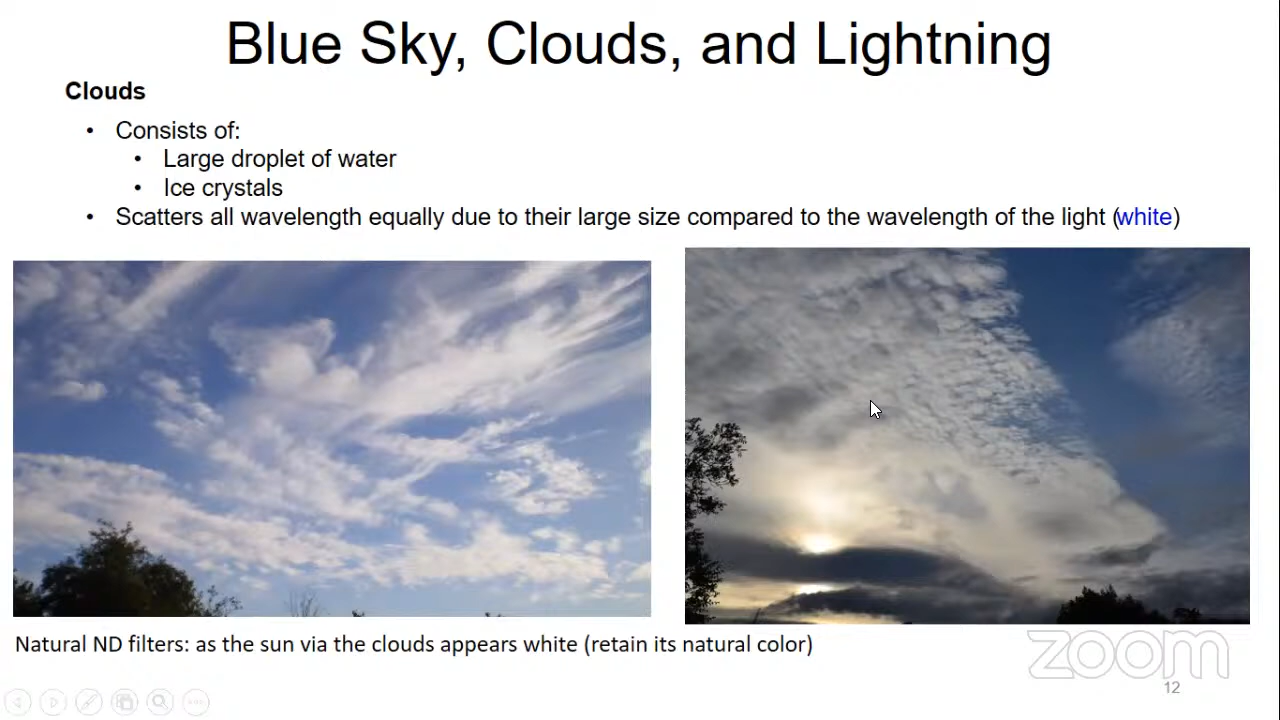 Blue Sky, Clouds, and Lightning
Clouds
• Consists of:
• Large droplet of water
• Ice crystals
• Scatters all wavelength equally due to their large size compared to the wavelength of the light (white)
Natural ND filters: as the sun via the clouds appears white (retain its natural color)
zoom
12